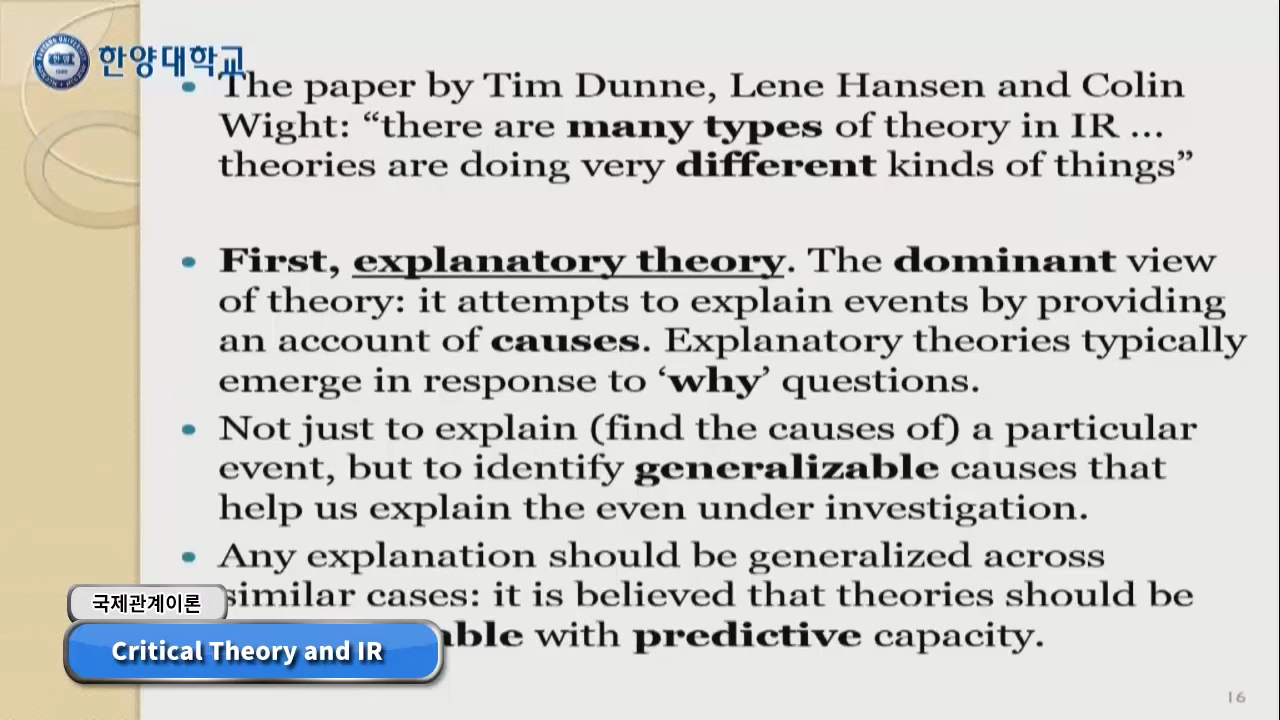 한양대학교
• The paper by Tim Dunne, Lene Hansen and Colin
Wight: “there are many types of theory in IR ...
theories are doing very different kinds of things”
• First, explanatory theory. The dominant view
of theory: it attempts to explain events by providing
an account of causes. Explanatory theories typically
emerge in response to ‘why’ questions.
• Not just to explain (find the causes of) a particular
event, but to identify generalizable causes that
help us explain the even under investigation.
• Any explanation should be generalized across
similar cases: it is believed that theories should be
with predictive capacity.
국제관계이론
Critical Theory and IR
16